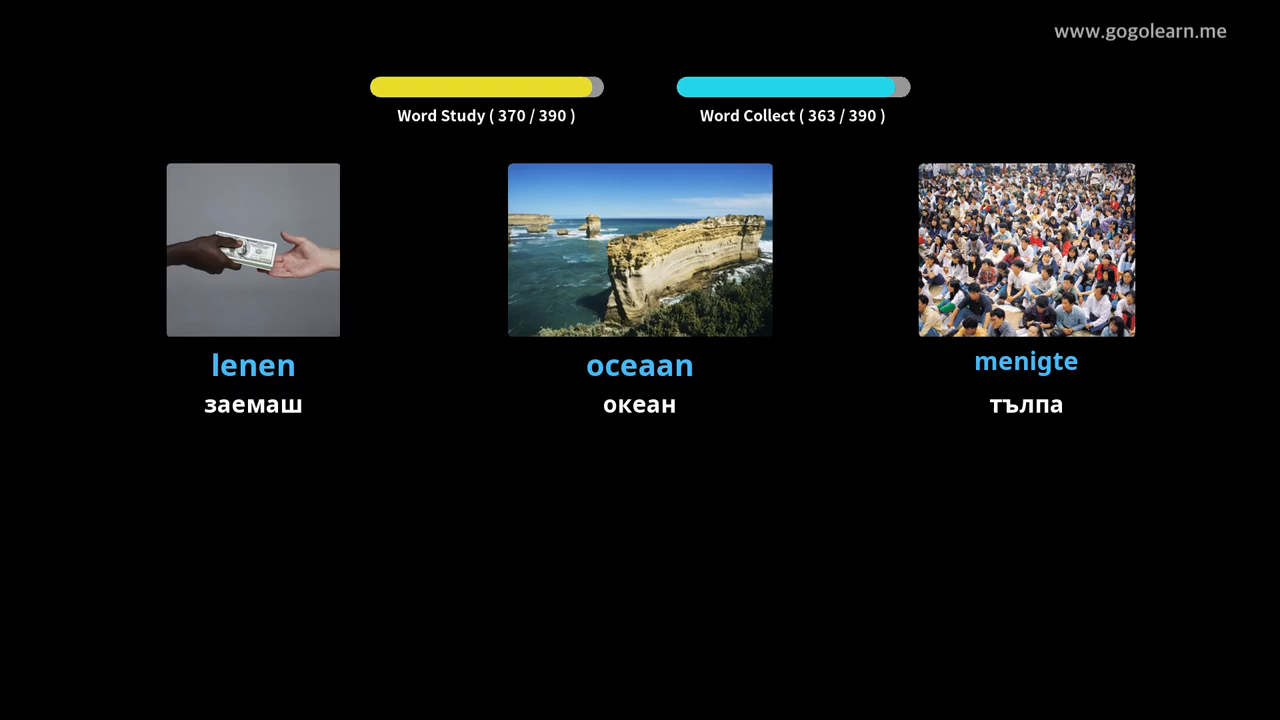 www.gogolearn.me
Word Study ( 370 / 390 )
Word Collect ( 363 / 390 )
lenen
заемаш
oceaan
океан
menigte
тълпа